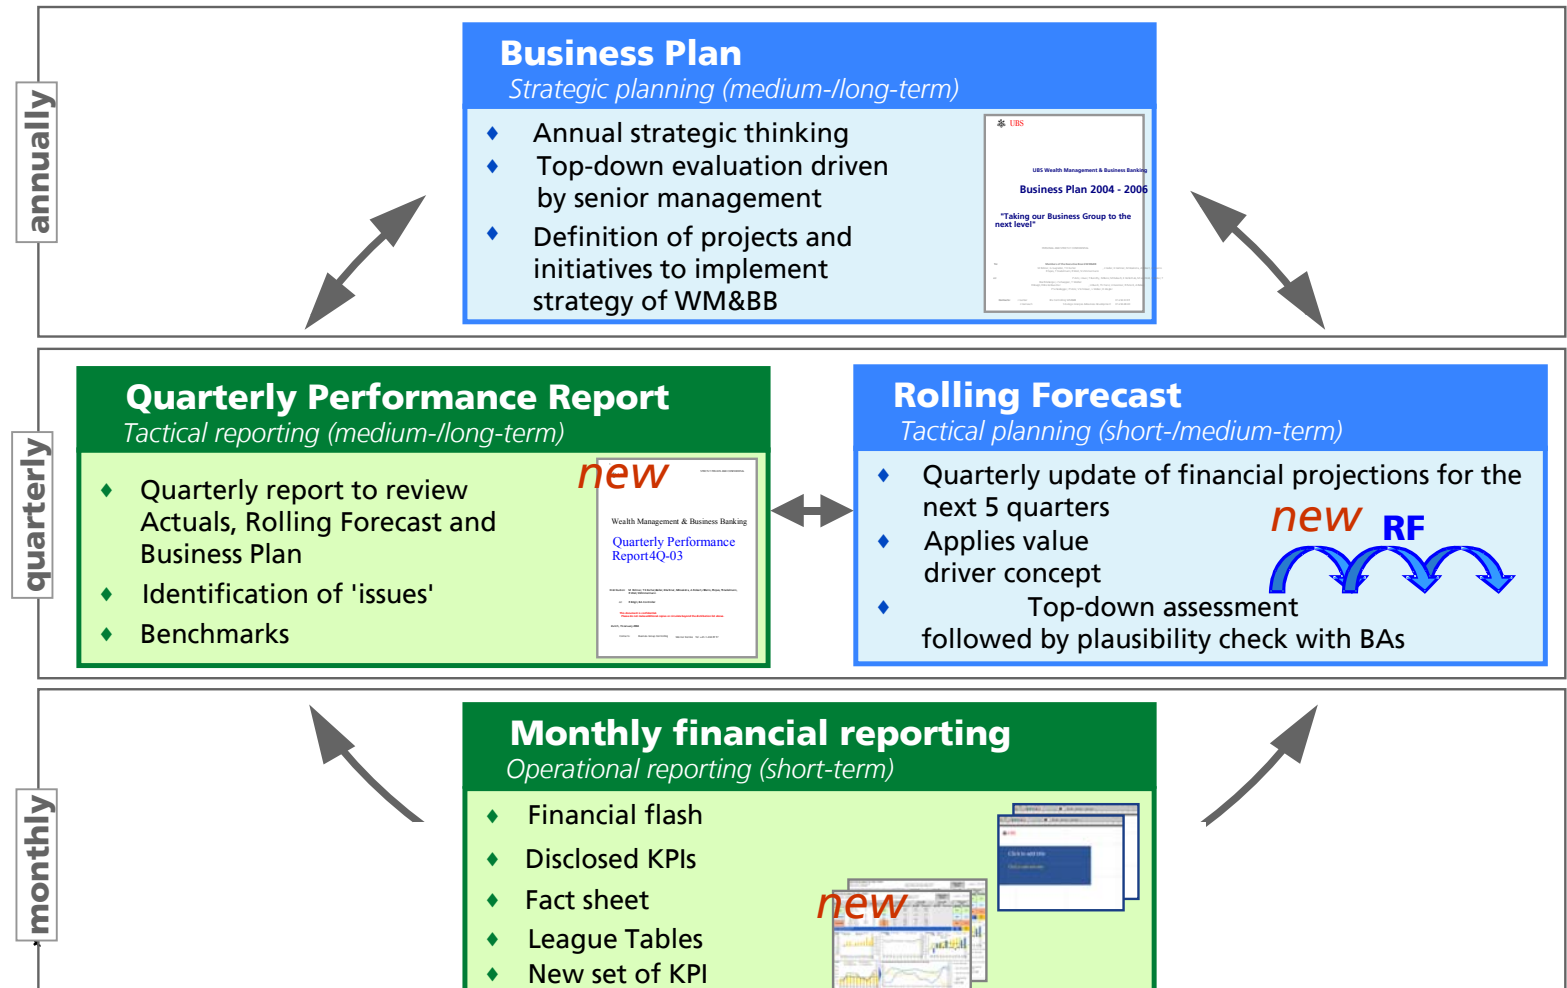 annually
Business Plan
Strategic planning (medium-/long-term)
Annual strategic thinking
Top-down evaluation driven
by senior management
Definition of projects and
initiatives to implement
strategy of WM&BB
UBS
UBS Wealth Management & Business Banking
Business Plan 2004 - 2006
"Taking our Business Group to the
next level"
quarterly
Quarterly Performance Report
Tactical reporting (medium-/long-term)
Quarterly report to review
Actuals, Rolling Forecast and
Business Plan
Identification of 'issues'
Benchmarks
new
Wealth Management & Business Banking
Quarterly Performance
Report4Q-03
Rolling Forecast
Tactical planning (short-/medium-term)
Quarterly update of financial projections for the
next 5 quarters
Applies value
driver concept
Top-down assessment
followed by plausibility check with BAs
new
RF
monthly
Monthly financial reporting
Operational reporting (short-term)
Financial flash
Disclosed KPIs
Fact sheet
League Tables
New set of KPI
new
UBS
Click to add title